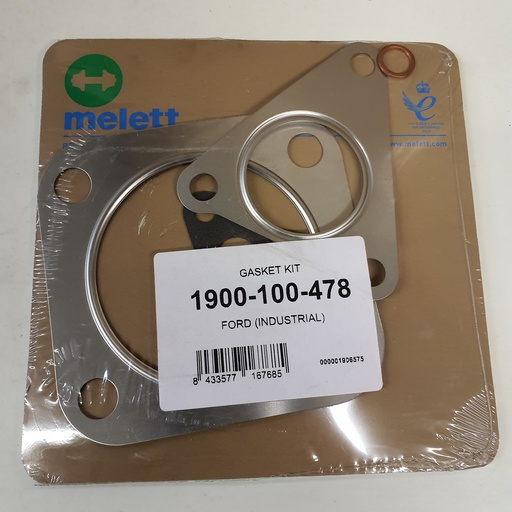 melett
www.melett.com
GASKET KIT
1900-100-478
FORD (INDUSTRIAL)
8 433577 167685
000001906575